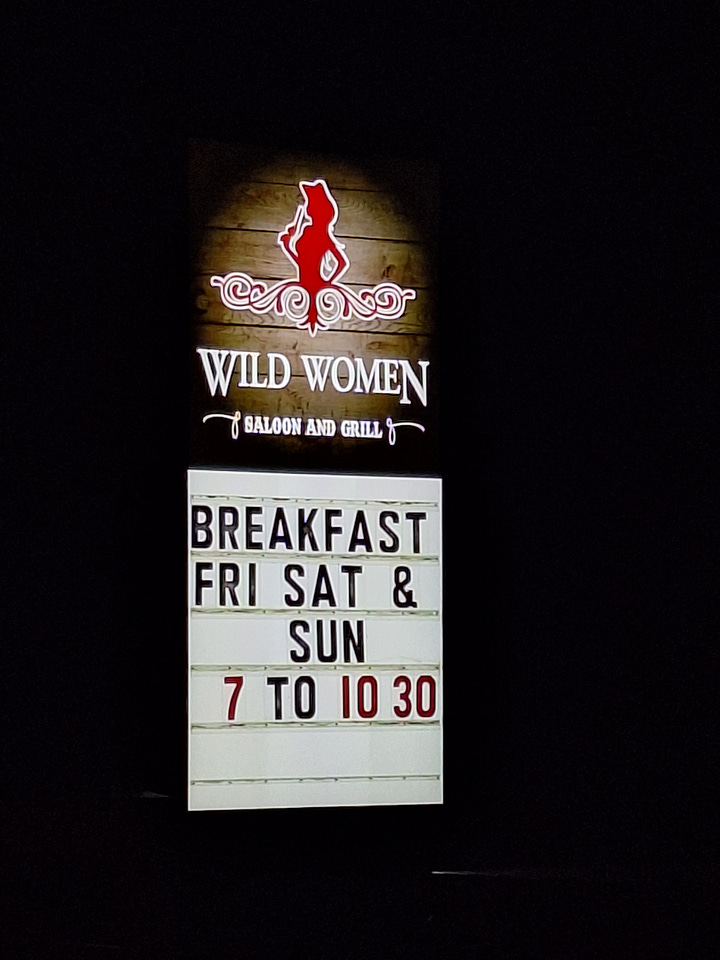 WILD WOMEN
SALOON AND GRILL
BREAKFAST
FRI SAT &
SUN
7 TO 10 30